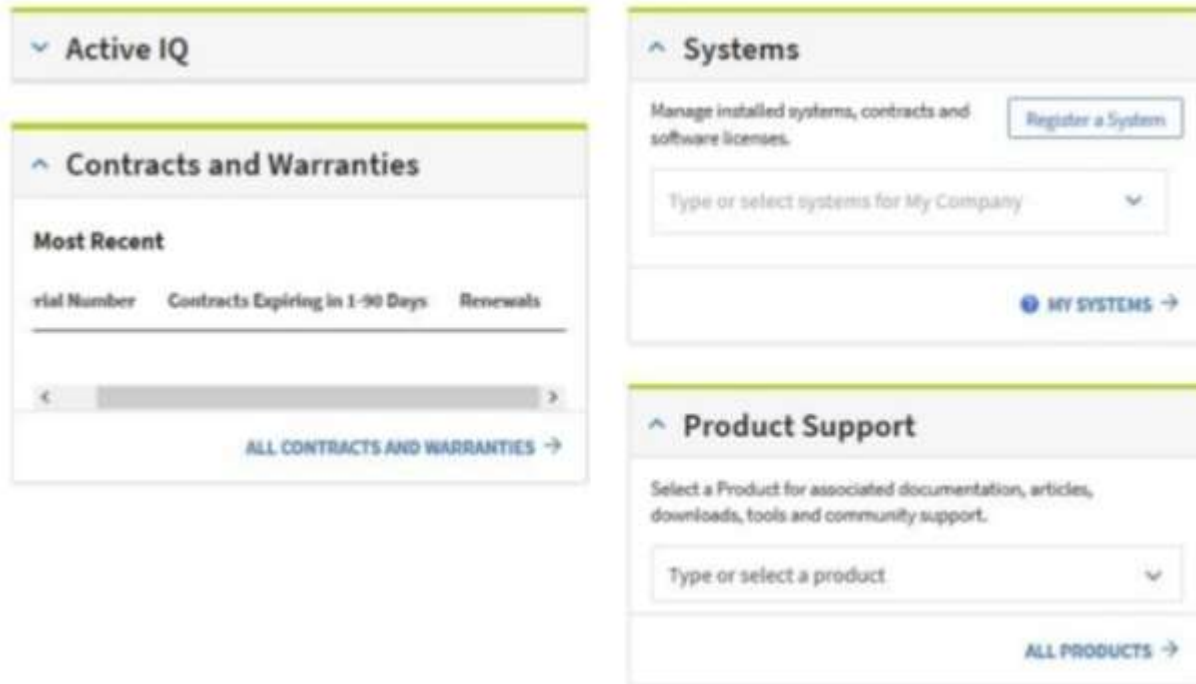 Active IQ
Contracts and Warranties
Most Recent
rial Number Contracts Expiring in 1-90 Days Renewals
ALL CONTRACTS AND WARRANTIES
Systems
Manage installed systems, contracts and
software licenses.
Register a System
Type or select systems for My Company
? MY SYSTEMS
Product Support
Select a Product for associated documentation, articles,
downloads, tools and community support.
Type or select a product
ALL PRODUCTS